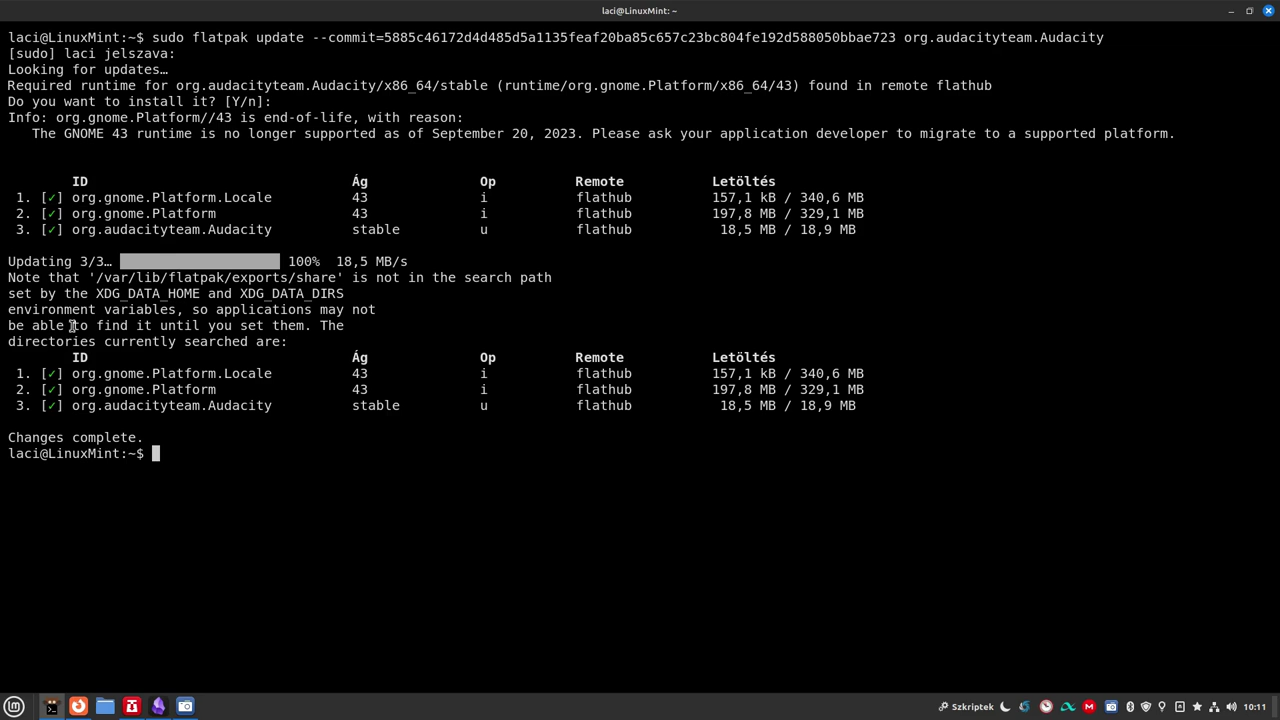 laci@LinuxMint: ~
laci@LinuxMint:~$ sudo flatpak update --commit=5885c46172d4d485d5a1135feaf20ba85c657c23bc804fe192d588050bbae723 org.audacityteam.Audacity
[sudo] laci jelszava:
Looking for updates…
Required runtime for org.audacityteam.Audacity/x86_64/stable (runtime/org.gnome.Platform/x86_64/43) found in remote flathub
Do you want to install it? [Y/n]:
Info: org.gnome.Platform//43 is end-of-life, with reason:
The GNOME 43 runtime is no longer supported as of September 20, 2023. Please ask your application developer to migrate to a supported platform.
ID Ág Op Remote Letöltés
1. [✓] org.gnome.Platform.Locale 43 i flathub 157,1 kB / 340,6 MB
2. [✓] org.gnome.Platform 43 i flathub 197,8 MB / 329,1 MB
3. [✓] org.audacityteam.Audacity stable u flathub 18,5 MB / 18,9 MB
Updating 3/3… 100% 18,5 MB/s
Note that '/var/lib/flatpak/exports/share' is not in the search path
set by the XDG_DATA_HOME and XDG_DATA_DIRS
environment variables, so applications may not
be able to find it until you set them. The
directories currently searched are:
ID Ág Op Remote Letöltés
1. [✓] org.gnome.Platform.Locale 43 i flathub 157,1 kB / 340,6 MB
2. [✓] org.gnome.Platform 43 i flathub 197,8 MB / 329,1 MB
3. [✓] org.audacityteam.Audacity stable u flathub 18,5 MB / 18,9 MB
Changes complete.
laci@LinuxMint:~$
Szkriptek 10:11